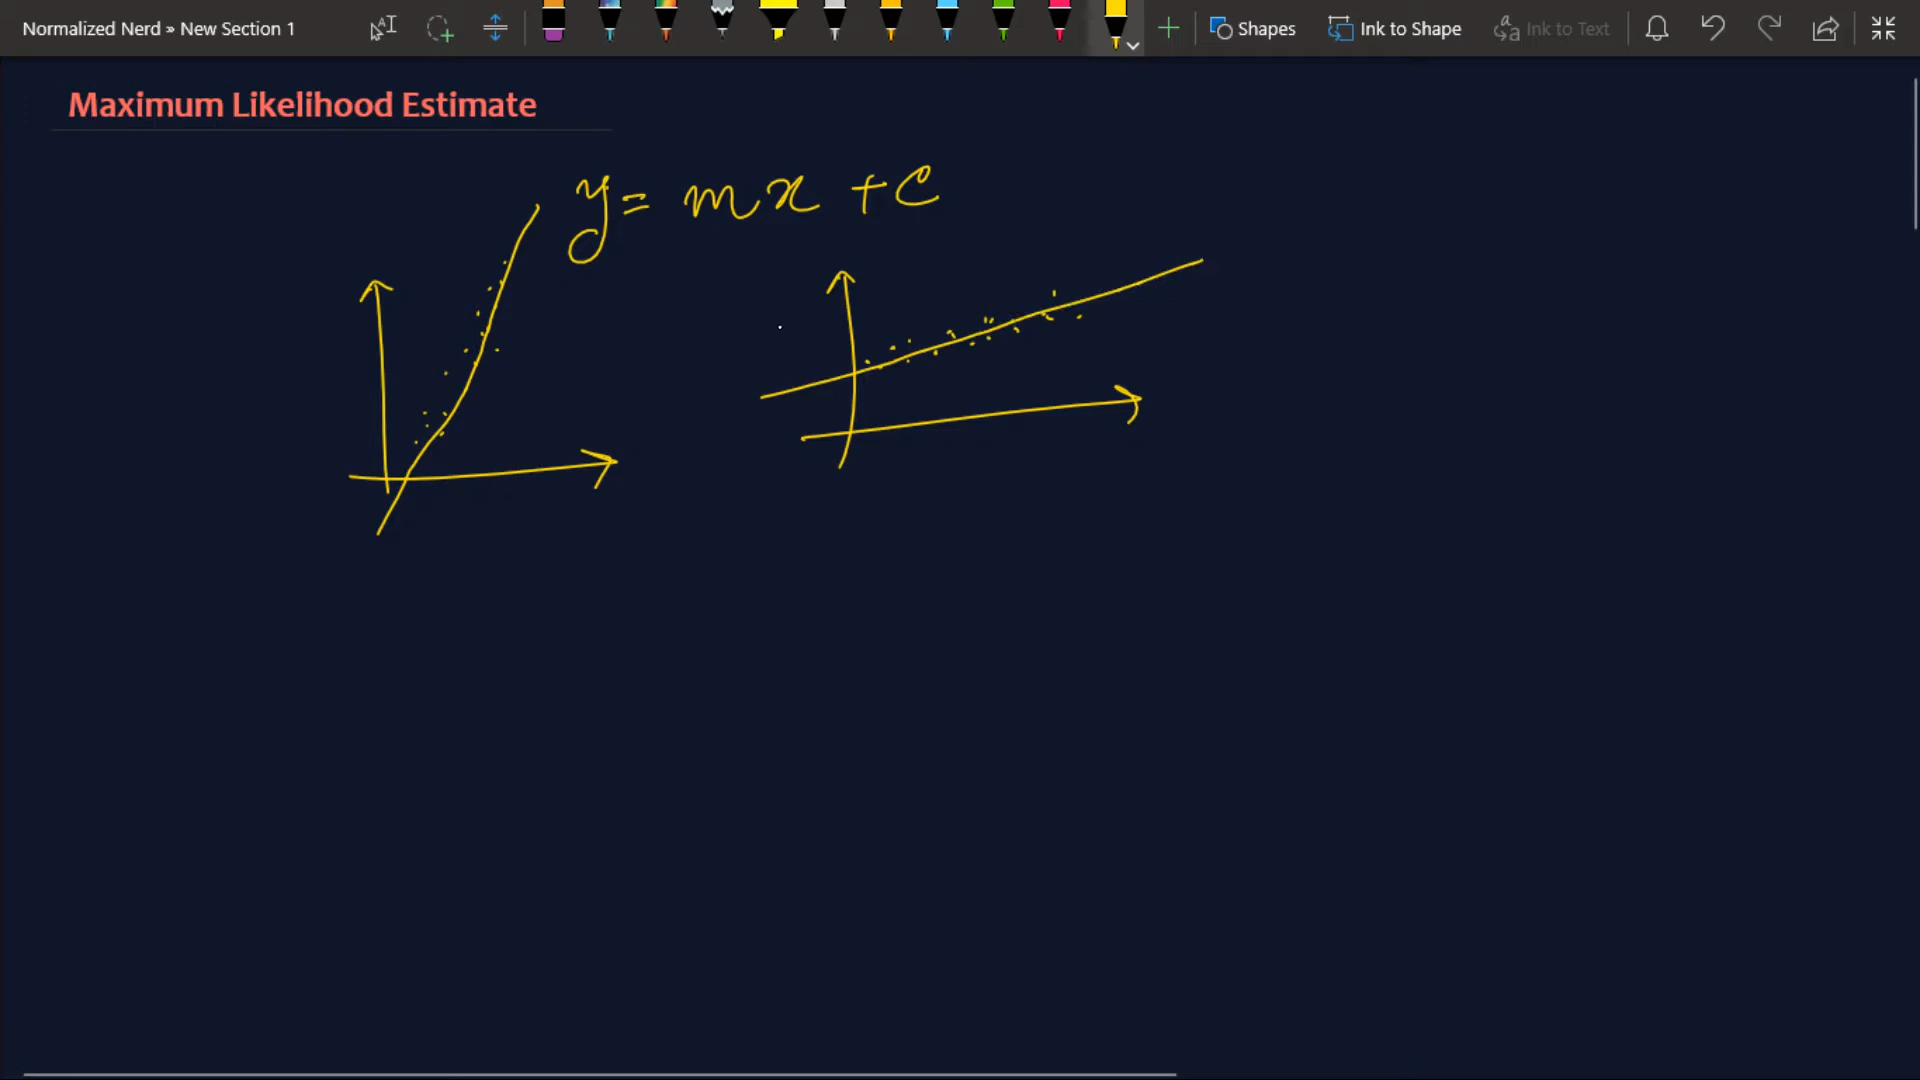 Normalized Nerd » New Section 1
Shapes
Ink to Shape
Ink to Text
Maximum Likelihood Estimate
y = mx + c